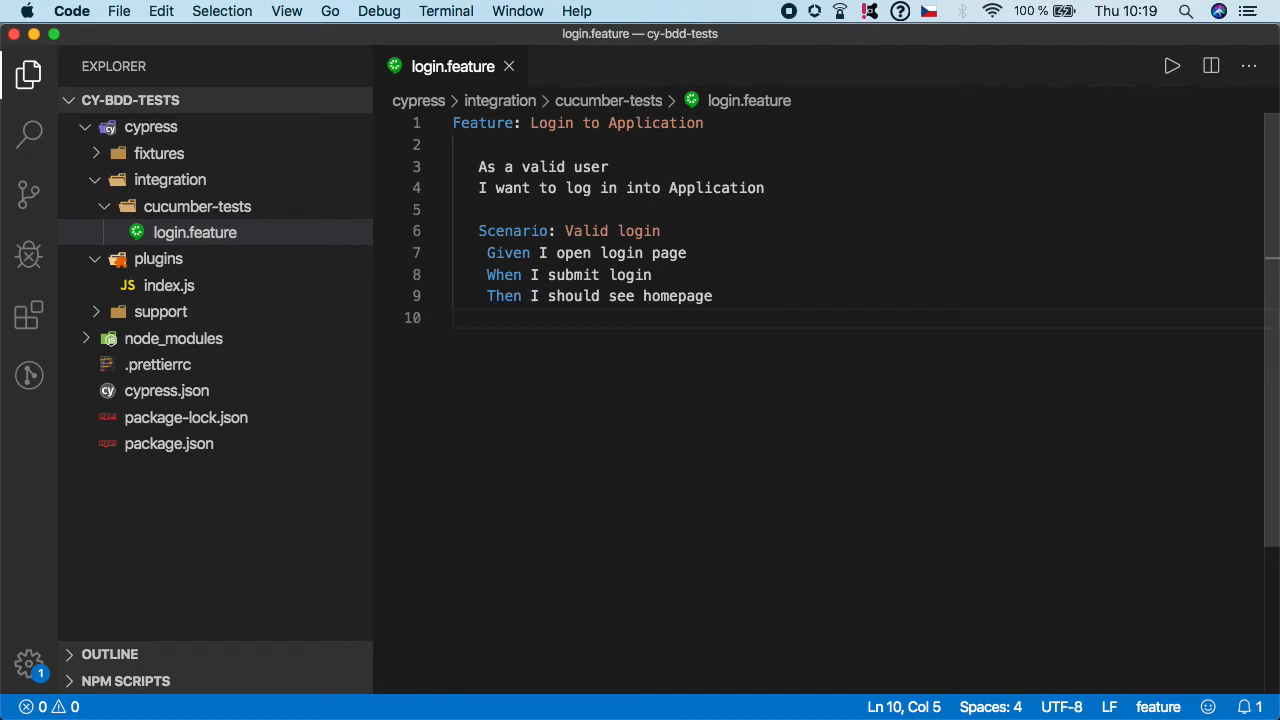 Code File Edit Selection View Go Debug Terminal Window Help 100 % Thu 10:19
login.feature — cy-bdd-tests
EXPLORER
CY-BDD-TESTS
cypress
fixtures
integration
cucumber-tests
login.feature
plugins
JS index.js
support
node_modules
.prettierrc
cy cypress.json
package-lock.json
package.json
OUTLINE
NPM SCRIPTS
1
login.feature
cypress > integration > cucumber-tests > login.feature
1 Feature: Login to Application
2
3 As a valid user
4 I want to log in into Application
5
6 Scenario: Valid login
7 Given I open login page
8 When I submit login
9 Then I should see homepage
10
0 0 Ln 10, Col 5 Spaces: 4 UTF-8 LF feature 1